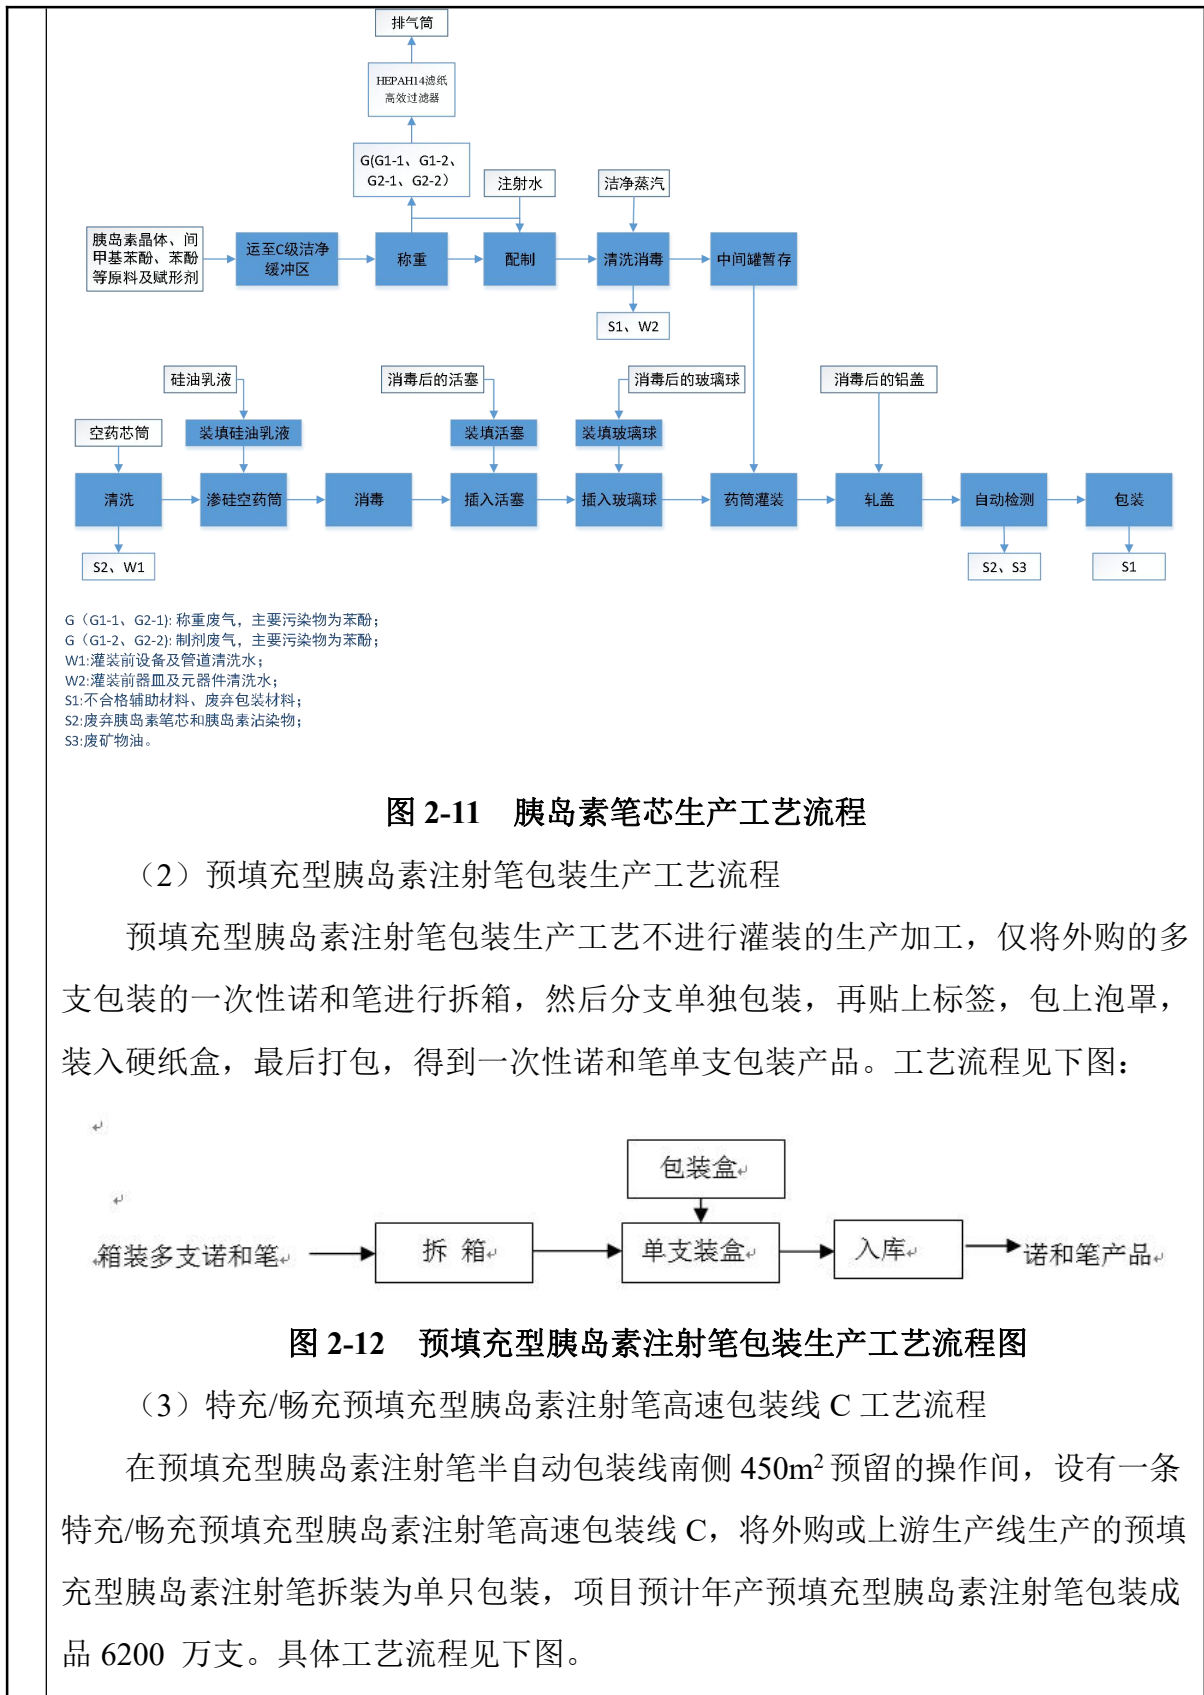 排气筒
HEPAH14滤纸
高效过滤器
G(G1-1、G1-2、
G2-1、G2-2）
注射水
洁净蒸汽
胰岛素晶体、间
甲基苯酚、苯酚
等原料及赋形剂
运至C级洁净
缓冲区
称重
配制
清洗消毒
中间罐暂存
S1、W2
硅油乳液
消毒后的活塞
消毒后的玻璃球
消毒后的铝盖
空药芯筒
装填硅油乳液
装填活塞
装填玻璃球
清洗
渗硅空药筒
消毒
插入活塞
插入玻璃球
药筒灌装
轧盖
自动检测
包装
S2、W1
S2、S3
S1
G（G1-1、G2-1): 称重废气，主要污染物为苯酚；
G（G1-2、G2-2): 制剂废气，主要污染物为苯酚；
W1:灌装前设备及管道清洗水；
W2:灌装前器皿及元器件清洗水；
S1:不合格辅助材料、废弃包装材料；
S2:废弃胰岛素笔芯和胰岛素沾染物；
S3:废矿物油。
图 2-11 胰岛素笔芯生产工艺流程
（2）预填充型胰岛素注射笔包装生产工艺流程
预填充型胰岛素注射笔包装生产工艺不进行灌装的生产加工，仅将外购的多
支包装的一次性诺和笔进行拆箱，然后分支单独包装，再贴上标签，包上泡罩，
装入硬纸盒，最后打包，得到一次性诺和笔单支包装产品。工艺流程见下图：
包装盒
箱装多支诺和笔
拆 箱
单支装盒
入库
诺和笔产品
图 2-12 预填充型胰岛素注射笔包装生产工艺流程图
（3）特充/畅充预填充型胰岛素注射笔高速包装线 C 工艺流程
在预填充型胰岛素注射笔半自动包装线南侧 450m² 预留的操作间，设有一条
特充/畅充预填充型胰岛素注射笔高速包装线 C，将外购或上游生产线生产的预填
充型胰岛素注射笔拆装为单只包装，项目预计年产预填充型胰岛素注射笔包装成
品 6200 万支。具体工艺流程见下图。